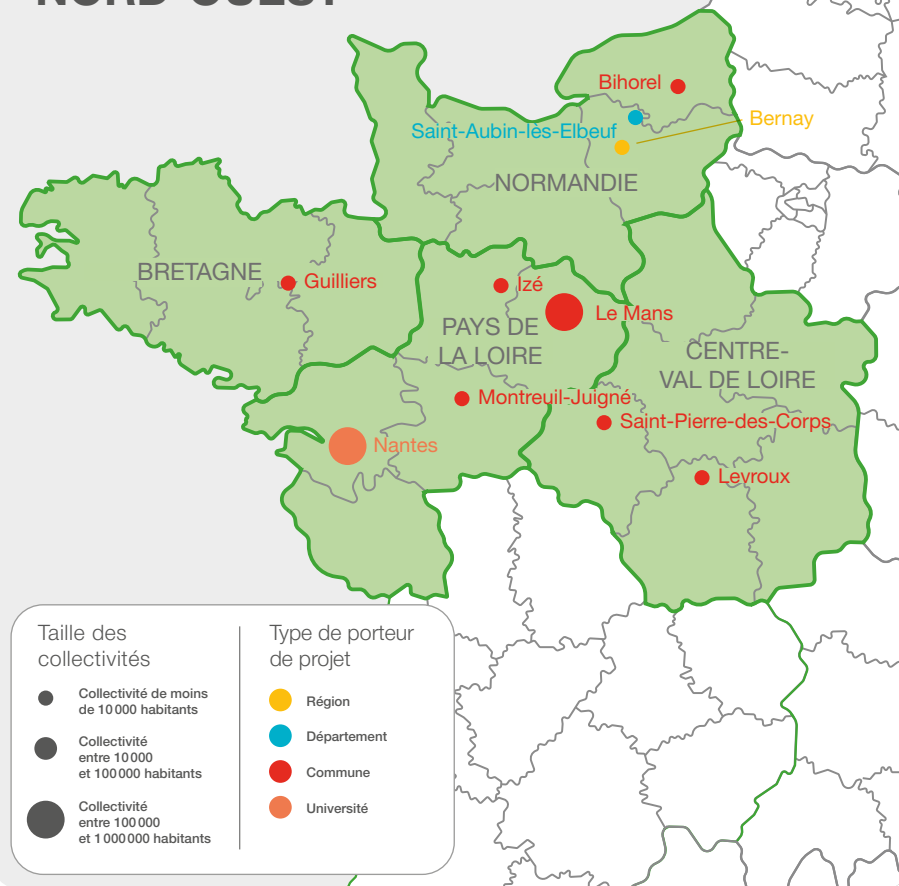 NORD-OUEST
Bihorel
Saint-Aubin-lès-Elbeuf
Bernay
NORMANDIE
BRETAGNE
Guilliers
Izé
Le Mans
PAYS DE
LA LOIRE
CENTRE-
VAL DE LOIRE
Montreuil-Juigné
Saint-Pierre-des-Corps
Nantes
Levroux
Taille des
collectivités
Collectivité de moins
de 10 000 habitants
Collectivité
entre 10 000
et 100 000 habitants
Collectivité
entre 100 000
et 1 000 000 habitants
Type de porteur
de projet
Région
Département
Commune
Université